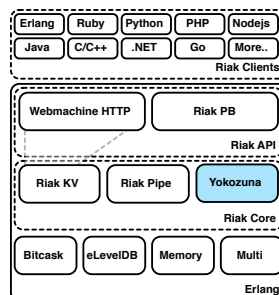 Erlang Ruby Python PHP Nodejs
Java C/C++ .NET Go More..
Riak Clients
Webmachine HTTP Riak PB
Riak API
Riak KV Riak Pipe Yokozuna
Riak Core
Bitcask eLevelDB Memory Multi
Erlang